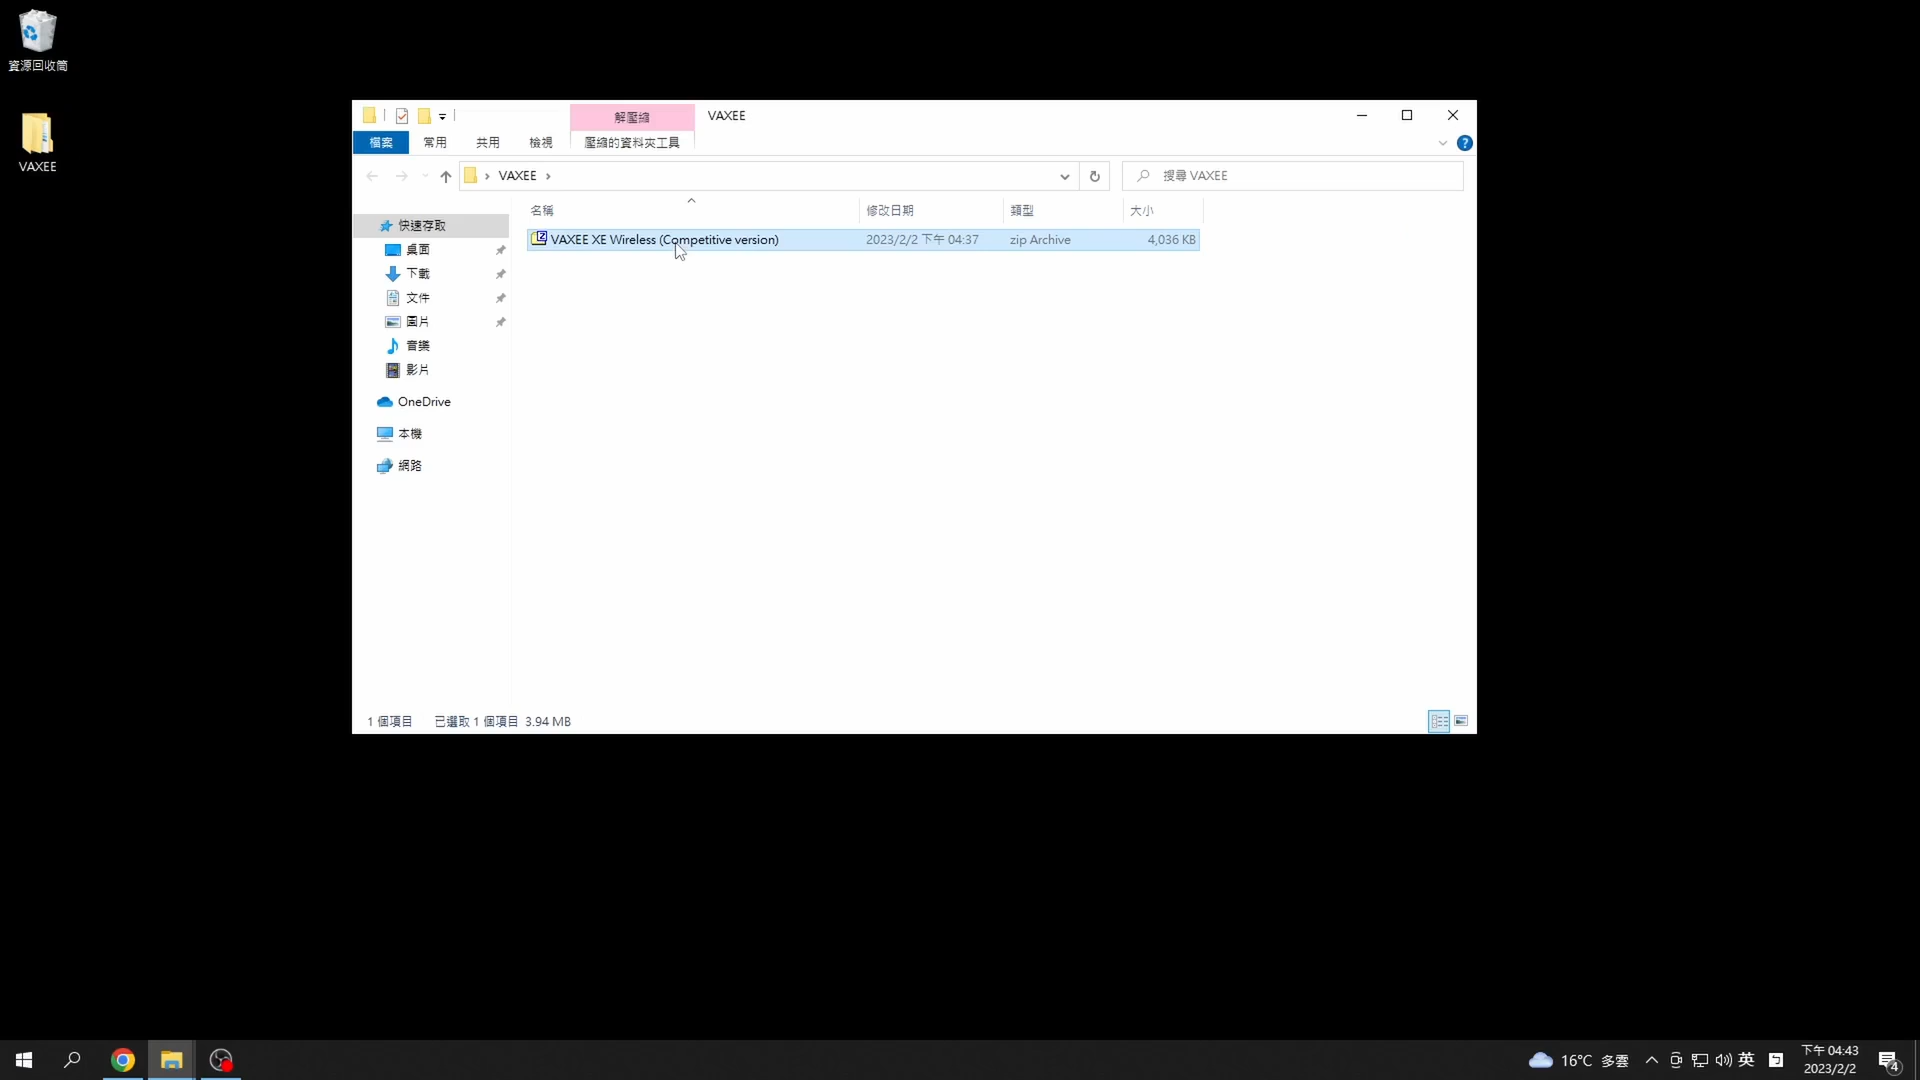 資源回收筒
VAXEE
解壓縮
VAXEE
檔案
常用
共用
檢視
壓縮的資料夾工具
VAXEE
搜尋 VAXEE
名稱
修改日期
類型
大小
VAXEE XE Wireless (Competitive version)
2023/2/2 下午 04:37
zip Archive
4,036 KB
快速存取
桌面
下載
文件
圖片
音樂
影片
OneDrive
本機
網路
1 個項目
已選取 1 個項目 3.94 MB
16°C 多雲
英
下午 04:43
2023/2/2
4